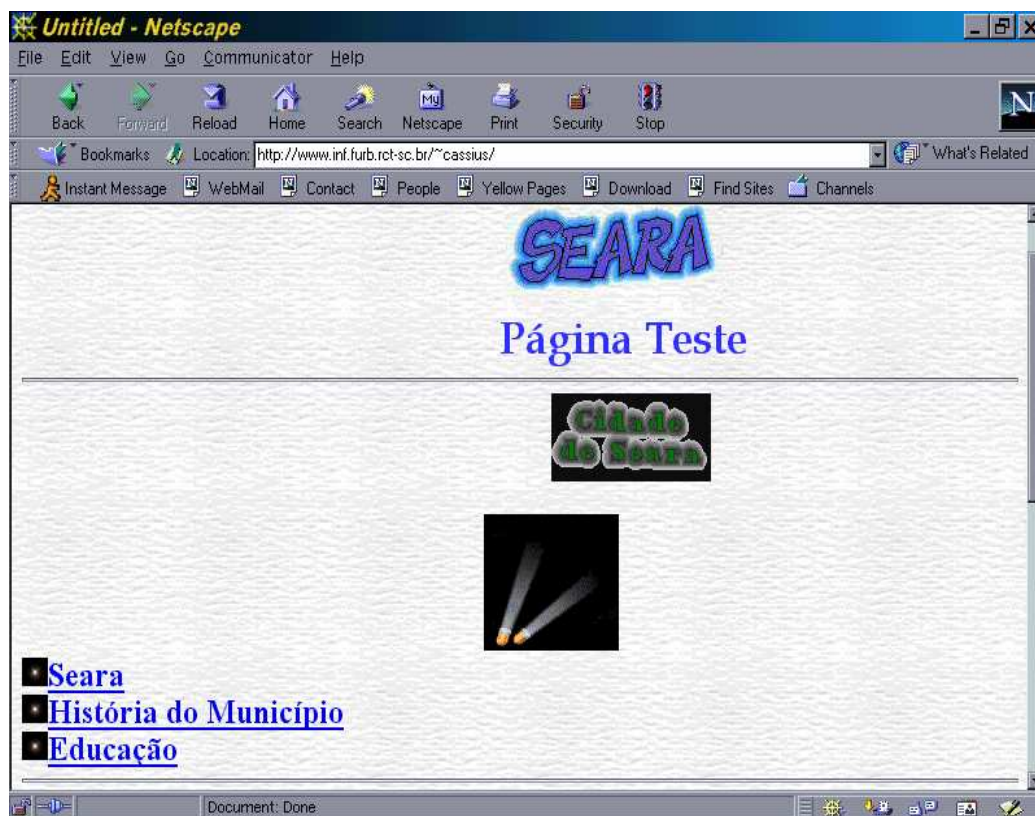 Untitled - Netscape
File Edit View Go Communicator Help
Back Forward Reload Home Search Netscape Print Security Stop
Bookmarks Location: http://www.inf.furb.rct-sc.br/~cassius/ What's Related
Instant Message WebMail Contact People Yellow Pages Download Find Sites Channels
SEARA
Página Teste
Cidade
de Seara
Seara
História do Município
Educação
Document: Done